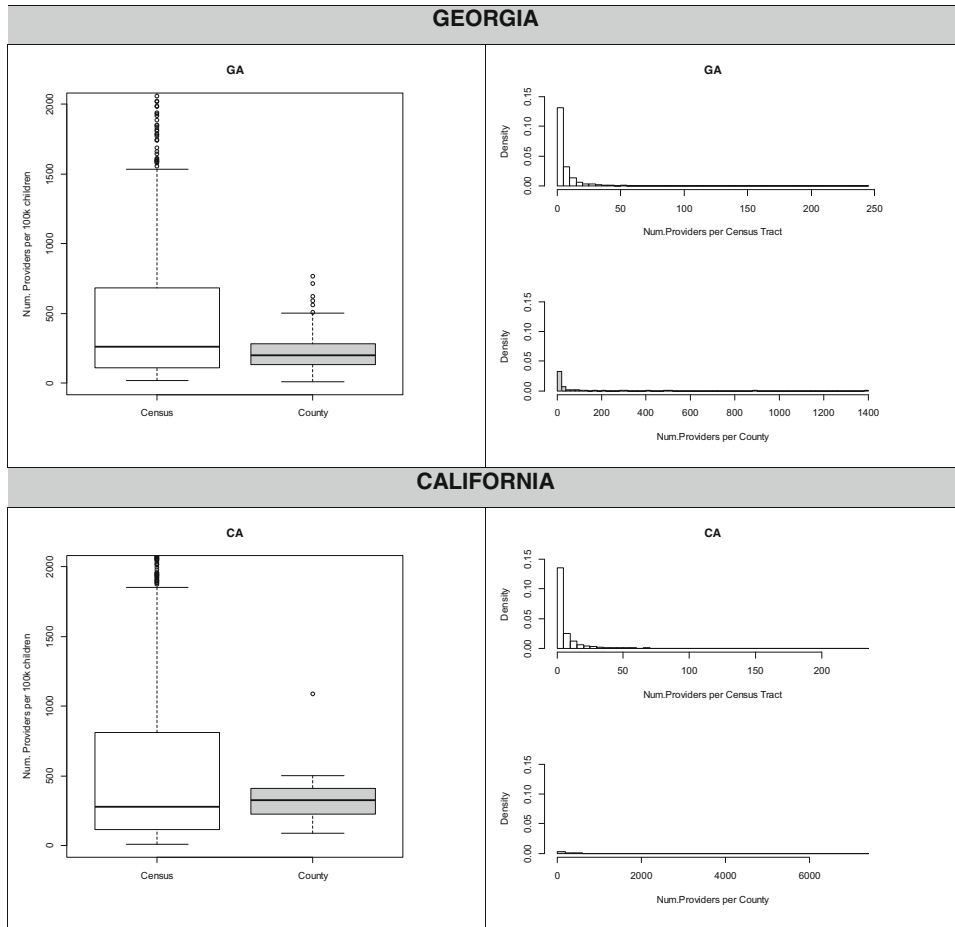 GEORGIA
GA
Num. Providers per 100k children
0 500 1000 1500 2000
Census County
GA
Density
0.00 0.05 0.10 0.15
0 50 100 150 200 250
Num.Providers per Census Tract
Density
0.00 0.05 0.10 0.15
0 200 400 600 800 1000 1200 1400
Num.Providers per County
CALIFORNIA
CA
Num. Providers per 100k children
0 500 1000 1500 2000
Census County
CA
Density
0.00 0.05 0.10 0.15
0 50 100 150 200
Num.Providers per Census Tract
Density
0.00 0.05 0.10 0.15
0 2000 4000 6000
Num.Providers per County